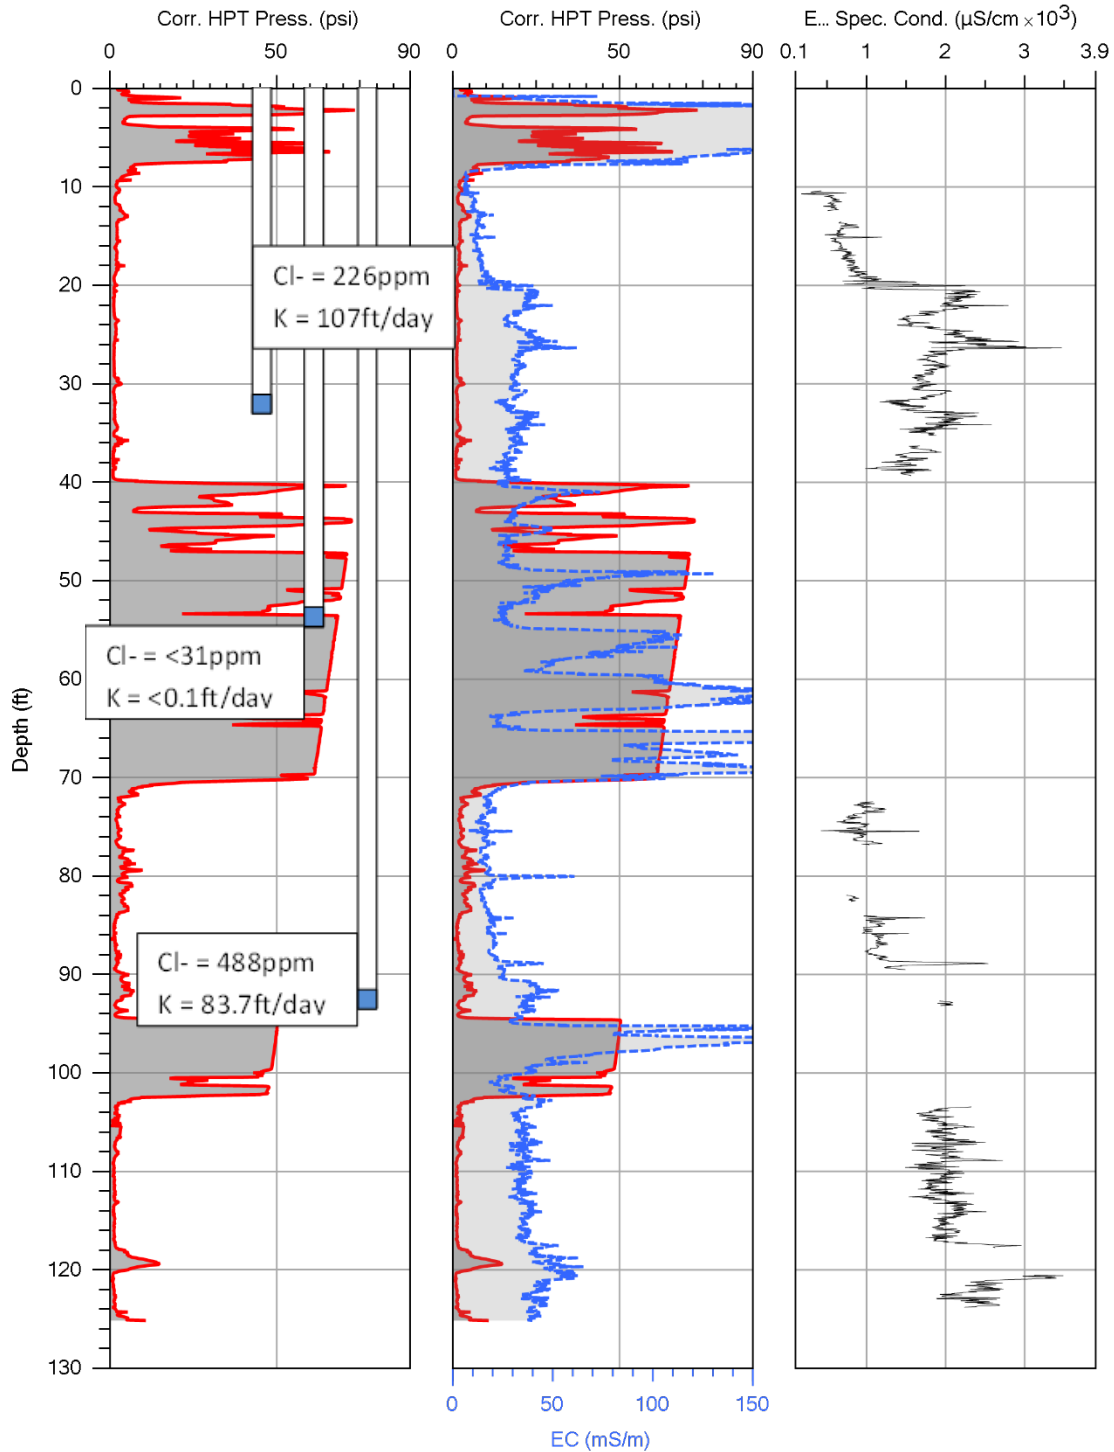 Corr. HPT Press. (psi)
Corr. HPT Press. (psi)
E... Spec. Cond. (µS/cm ×10³)
0 50 90
0 50 90
0.1 1 2 3 3.9
0
10
20
30
40
50
60
70
80
90
100
110
120
130
Depth (ft)
Cl- = 226ppm
K = 107ft/day
Cl- = <31ppm
K = <0.1ft/day
Cl- = 488ppm
K = 83.7ft/day
0 50 100 150
EC (mS/m)